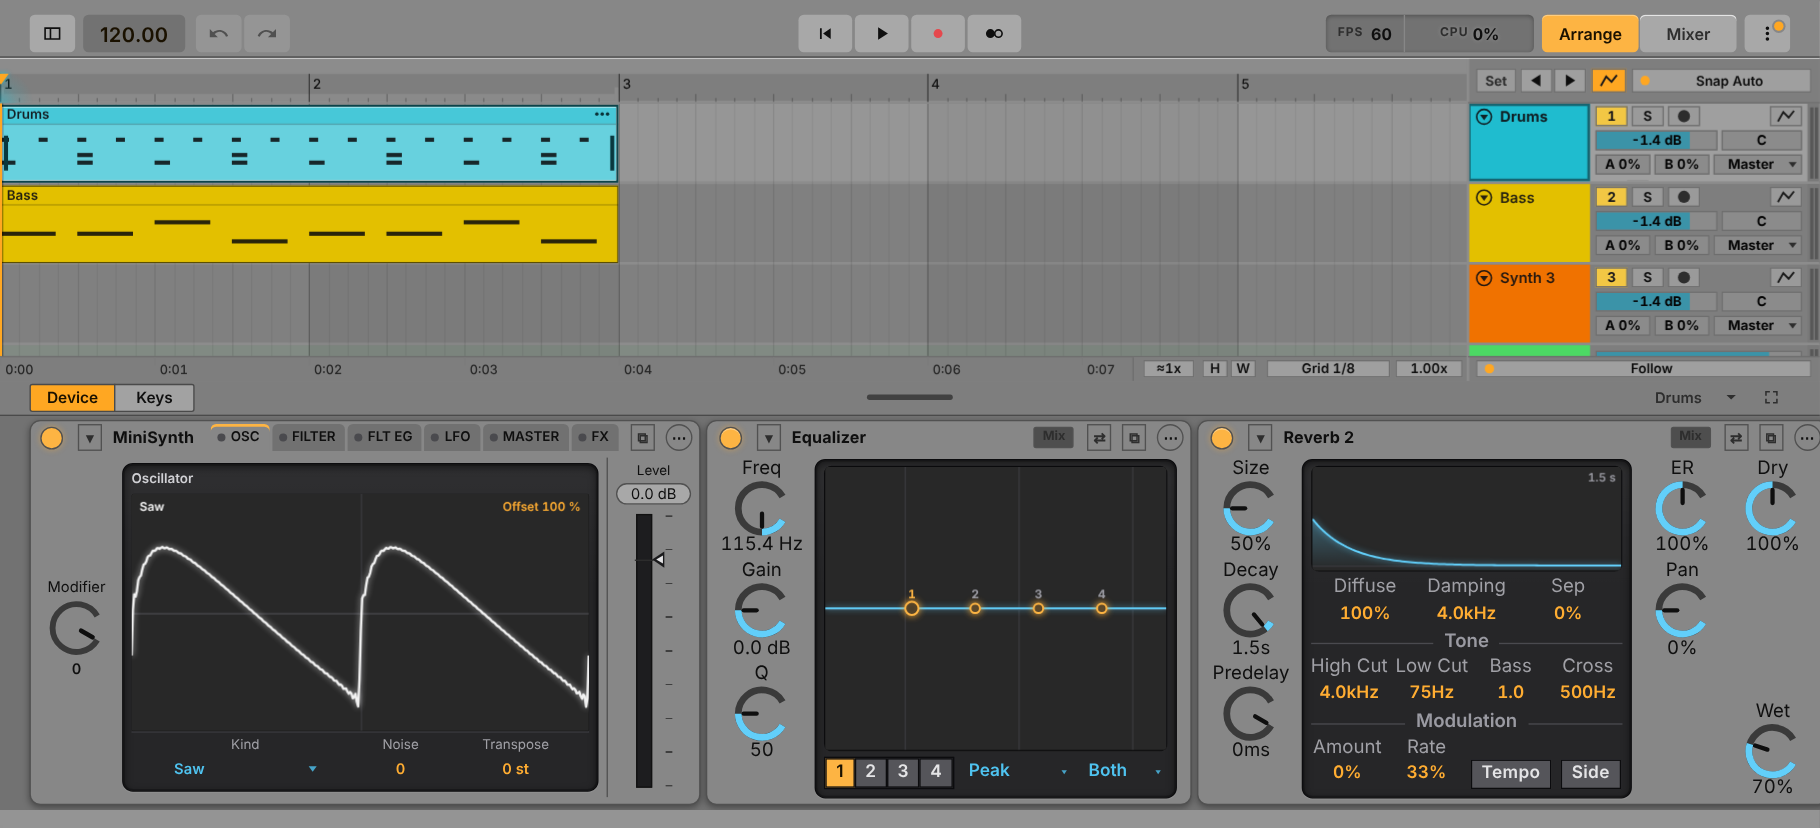 120.00
FPS 60 CPU 0% Arrange Mixer
1 2 3 4 5
Set Snap Auto
Drums
Drums 1 S
-1.4 dB C
A 0% B 0% Master
Bass
Bass 2 S
-1.4 dB C
A 0% B 0% Master
Synth 3 3 S
-1.4 dB C
A 0% B 0% Master
0:00 0:01 0:02 0:03 0:04 0:05 0:06 0:07 ≈1x H W Grid 1/8 1.00x Follow
Device Keys Drums
MiniSynth OSC FILTER FLT EG LFO MASTER FX
Oscillator
Saw Offset 100 %
Modifier
0
Kind Noise Transpose
Saw 0 0 st
Level
0.0 dB
Equalizer Mix
Freq
115.4 Hz
Gain
0.0 dB
Q
50
1 2 3 4
1 2 3 4 Peak Both
Reverb 2 Mix
Size
50%
Decay
1.5s
Predelay
0ms
1.5 s
Diffuse Damping Sep
100% 4.0kHz 0%
Tone
High Cut Low Cut Bass Cross
4.0kHz 75Hz 1.0 500Hz
Modulation
Amount Rate
0% 33% Tempo Side
ER Dry
100% 100%
Pan
0%
Wet
70%